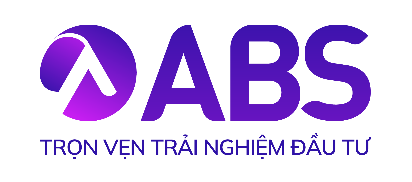 ABS
TRỌN VẸN TRẢI NGHIỆM ĐẦU TƯ